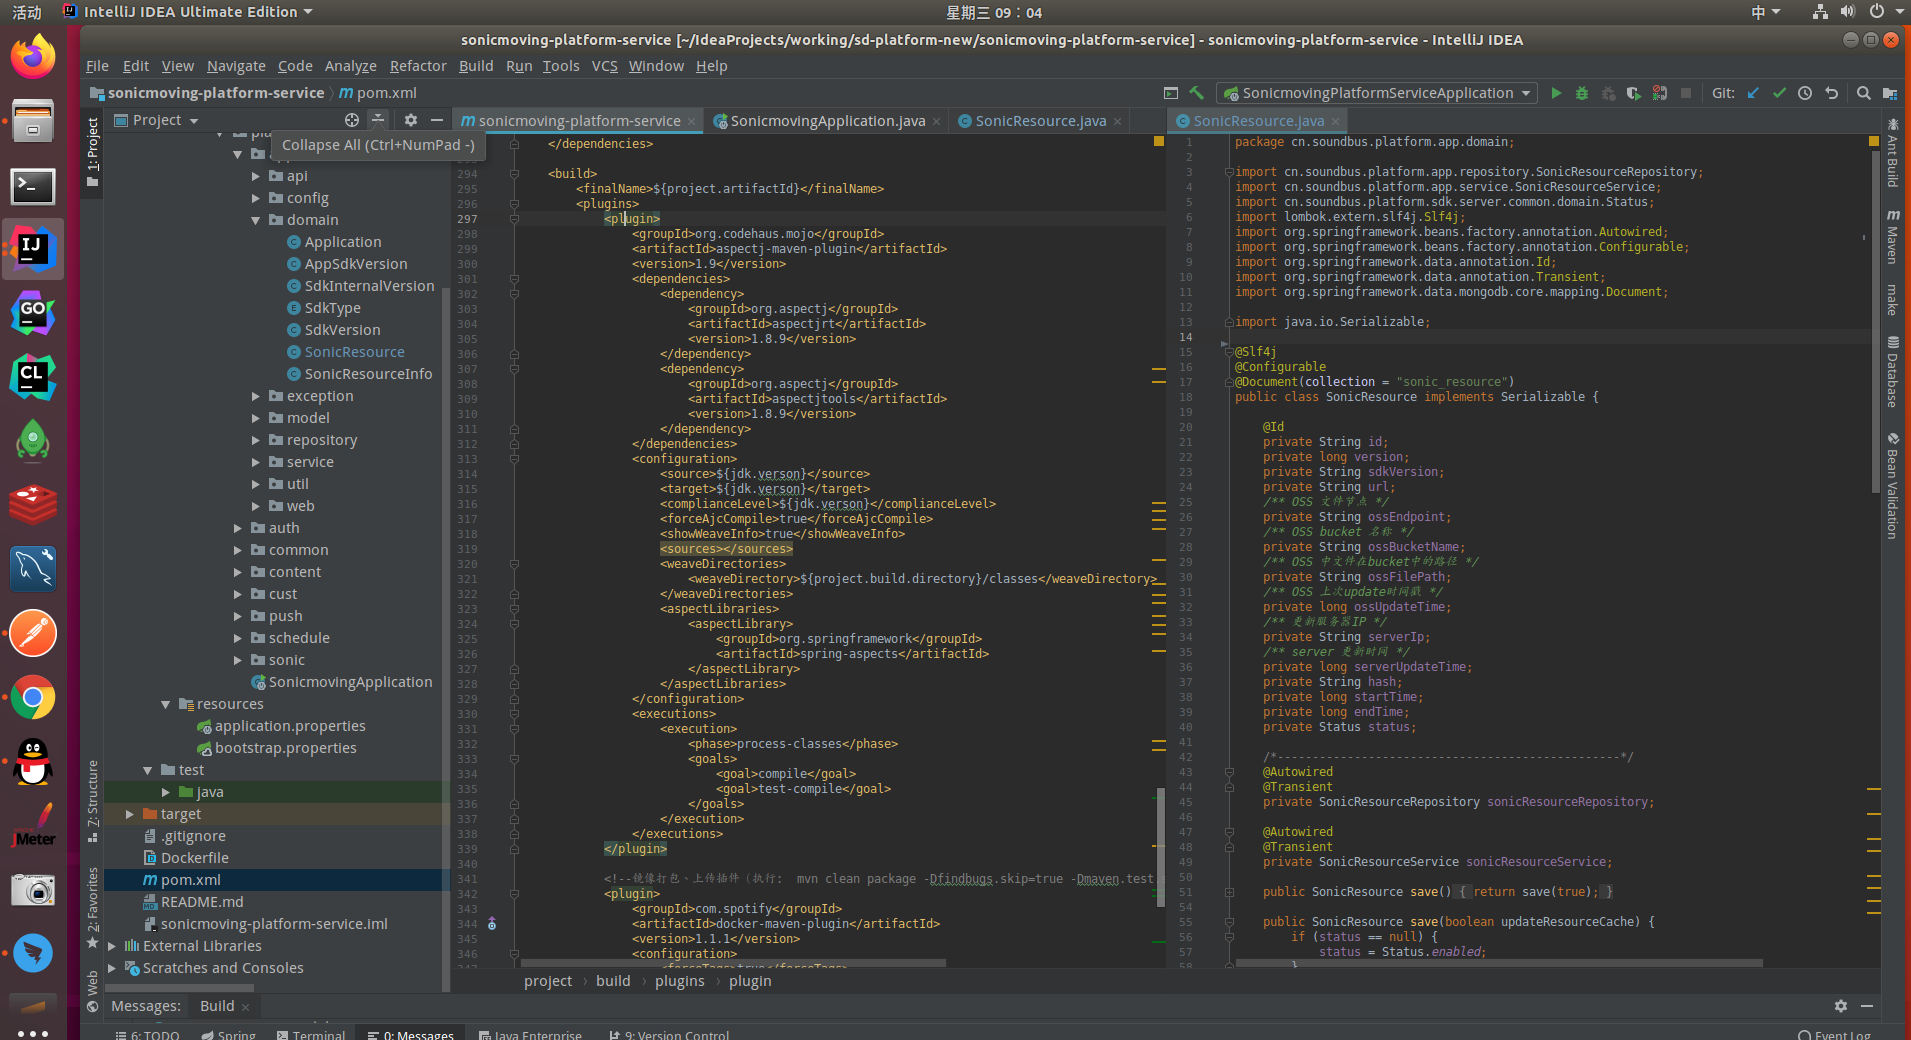 活动
IntelliJ IDEA Ultimate Edition
星期三 09：04
中
sonicmoving-platform-service [~/IdeaProjects/working/sd-platform-new/sonicmoving-platform-service] - sonicmoving-platform-service - IntelliJ IDEA
File Edit View Navigate Code Analyze Refactor Build Run Tools VCS Window Help
sonicmoving-platform-service
pom.xml
SonicmovingPlatformServiceApplication
Git:
1: Project
7: Structure
2: Favorites
Web
Project
Collapse All (Ctrl+NumPad -)
api
config
domain
Application
AppSdkVersion
SdkInternalVersion
SdkType
SdkVersion
SonicResource
SonicResourceInfo
exception
model
repository
service
util
web
auth
common
content
cust
push
schedule
sonic
SonicmovingApplication
resources
application.properties
bootstrap.properties
test
java
target
.gitignore
Dockerfile
pom.xml
README.md
sonicmoving-platform-service.iml
External Libraries
Scratches and Consoles
sonicmoving-platform-service
SonicmovingApplication.java
SonicResource.java
</dependencies>
294 <build>
295 <finalName>${project.artifactId}</finalName>
296 <plugins>
297 <plugin>
298 <groupId>org.codehaus.mojo</groupId>
299 <artifactId>aspectj-maven-plugin</artifactId>
300 <version>1.9</version>
301 <dependencies>
302 <dependency>
303 <groupId>org.aspectj</groupId>
304 <artifactId>aspectjrt</artifactId>
305 <version>1.8.9</version>
306 </dependency>
307 <dependency>
308 <groupId>org.aspectj</groupId>
309 <artifactId>aspectjtools</artifactId>
310 <version>1.8.9</version>
311 </dependency>
312 </dependencies>
313 <configuration>
314 <source>${jdk.verson}</source>
315 <target>${jdk.verson}</target>
316 <complianceLevel>${jdk.verson}</complianceLevel>
317 <forceAjcCompile>true</forceAjcCompile>
318 <showWeaveInfo>true</showWeaveInfo>
319 <sources></sources>
320 <weaveDirectories>
321 <weaveDirectory>${project.build.directory}/classes</weaveDirectory>
322 </weaveDirectories>
323 <aspectLibraries>
324 <aspectLibrary>
325 <groupId>org.springframework</groupId>
326 <artifactId>spring-aspects</artifactId>
327 </aspectLibrary>
328 </aspectLibraries>
329 </configuration>
330 <executions>
331 <execution>
332 <phase>process-classes</phase>
333 <goals>
334 <goal>compile</goal>
335 <goal>test-compile</goal>
336 </goals>
337 </execution>
338 </executions>
339 </plugin>
340
341 <!--镜像打包、上传插件（执行: mvn clean package -Dfindbugs.skip=true -Dmaven.test
342 <plugin>
343 <groupId>com.spotify</groupId>
344 <artifactId>docker-maven-plugin</artifactId>
345 <version>1.1.1</version>
346 <configuration>
347 <forceTags>true</forceTags>
project › build › plugins › plugin
SonicResource.java
1 package cn.soundbus.platform.app.domain;
2
3 import cn.soundbus.platform.app.repository.SonicResourceRepository;
4 import cn.soundbus.platform.app.service.SonicResourceService;
5 import cn.soundbus.platform.sdk.server.common.domain.Status;
6 import lombok.extern.slf4j.Slf4j;
7 import org.springframework.beans.factory.annotation.Autowired;
8 import org.springframework.beans.factory.annotation.Configurable;
9 import org.springframework.data.annotation.Id;
10 import org.springframework.data.annotation.Transient;
11 import org.springframework.data.mongodb.core.mapping.Document;
12
13 import java.io.Serializable;
14
15 @Slf4j
16 @Configurable
17 @Document(collection = "sonic_resource")
18 public class SonicResource implements Serializable {
19
20 @Id
21 private String id;
22 private long version;
23 private String sdkVersion;
24 private String url;
25 /** OSS 文件节点 */
26 private String ossEndpoint;
27 /** OSS bucket 名称 */
28 private String ossBucketName;
29 /** OSS 中文件在bucket中的路径 */
30 private String ossFilePath;
31 /** OSS 上次update时间戳 */
32 private long ossUpdateTime;
33 /** 更新服务器IP */
34 private String serverIp;
35 /** server 更新时间 */
36 private long serverUpdateTime;
37 private String hash;
38 private long startTime;
39 private long endTime;
40 private Status status;
41
42 /*-------------------------------------------------*/
43 @Autowired
44 @Transient
45 private SonicResourceRepository sonicResourceRepository;
46
47 @Autowired
48 @Transient
49 private SonicResourceService sonicResourceService;
50
51 public SonicResource save() { return save(true); }
54
55 public SonicResource save(boolean updateResourceCache) {
56 if (status == null) {
57 status = Status.enabled;
58 }
Ant Build
Maven
make
Database
Bean Validation
Messages: Build
6: TODO
Spring
Terminal
0: Messages
Java Enterprise
9: Version Control
Event Log
IJ
GO
CL
JMeter